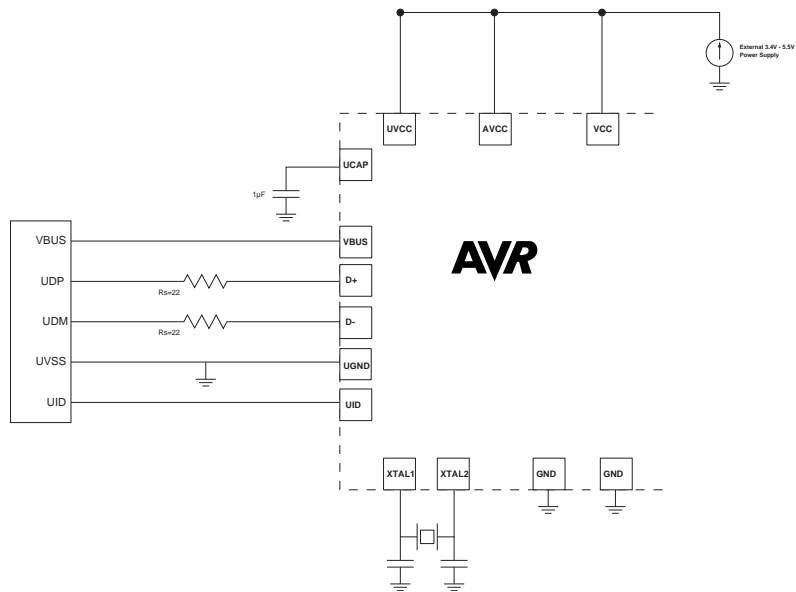 External 3.4V - 5.5V
Power Supply
UVCC
AVCC
VCC
UCAP
1µF
VBUS
VBUS
UDP
Rs=22
D+
UDM
Rs=22
D-
UVSS
UGND
UID
UID
AVR
XTAL1
XTAL2
GND
GND